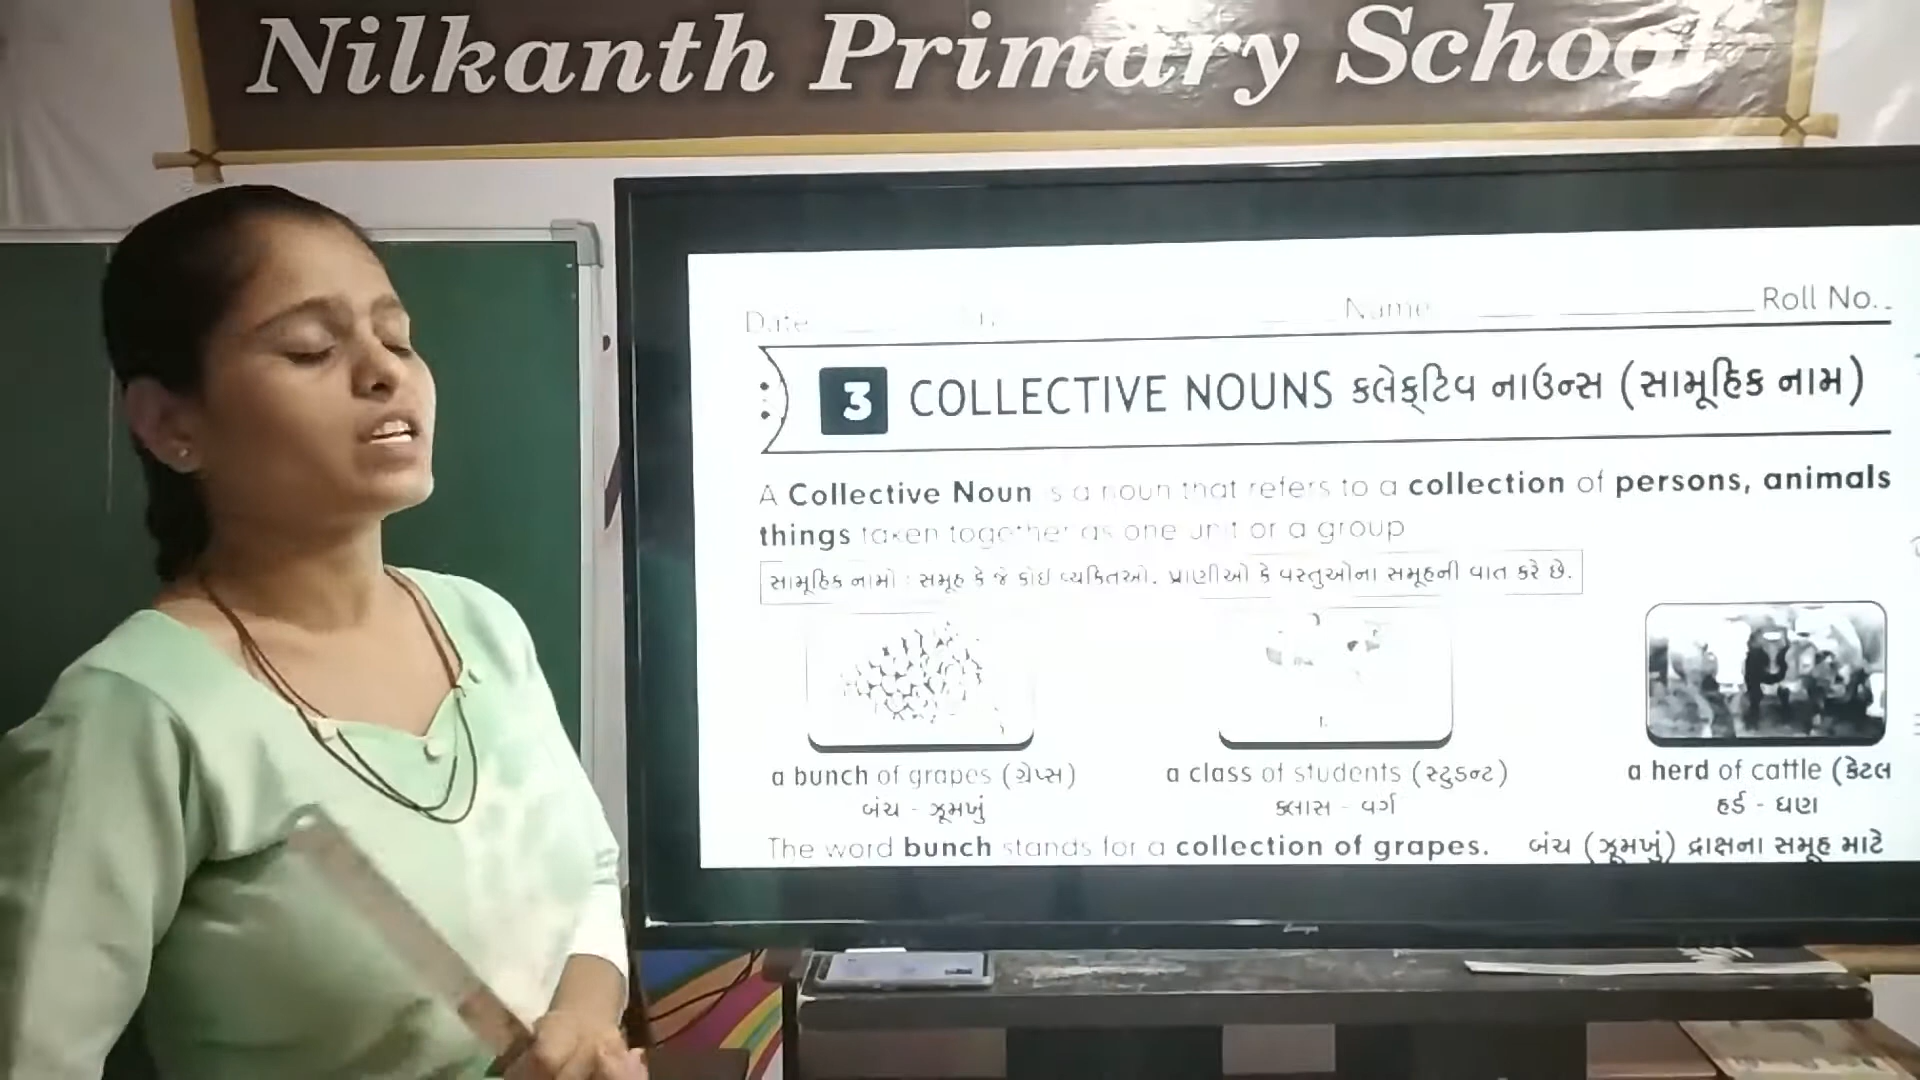 Nilkanth Primary School
Date Name Roll No.
3 COLLECTIVE NOUNS કલેક્ટિવ નાઉન્સ (સામૂહિક નામ)
A Collective Noun is a noun that refers to a collection of persons, animals
things taken together as one unit or a group
સામૂહિક નામો : સમૂહ કે જે કોઇ વ્યકિતઓ, પ્રાણીઓ કે વસ્તુઓના સમૂહની વાત કરે છે.
a bunch of grapes (ગ્રેપ્સ) a class of students (સ્ટુડન્ટ) a herd of cattle (કેટલ
બંચ - ઝૂમખું ક્લાસ - વર્ગ હર્ડ - ધણ
The word bunch stands for a collection of grapes. બંચ (ઝૂમખું) દ્રાક્ષના સમૂહ માટે